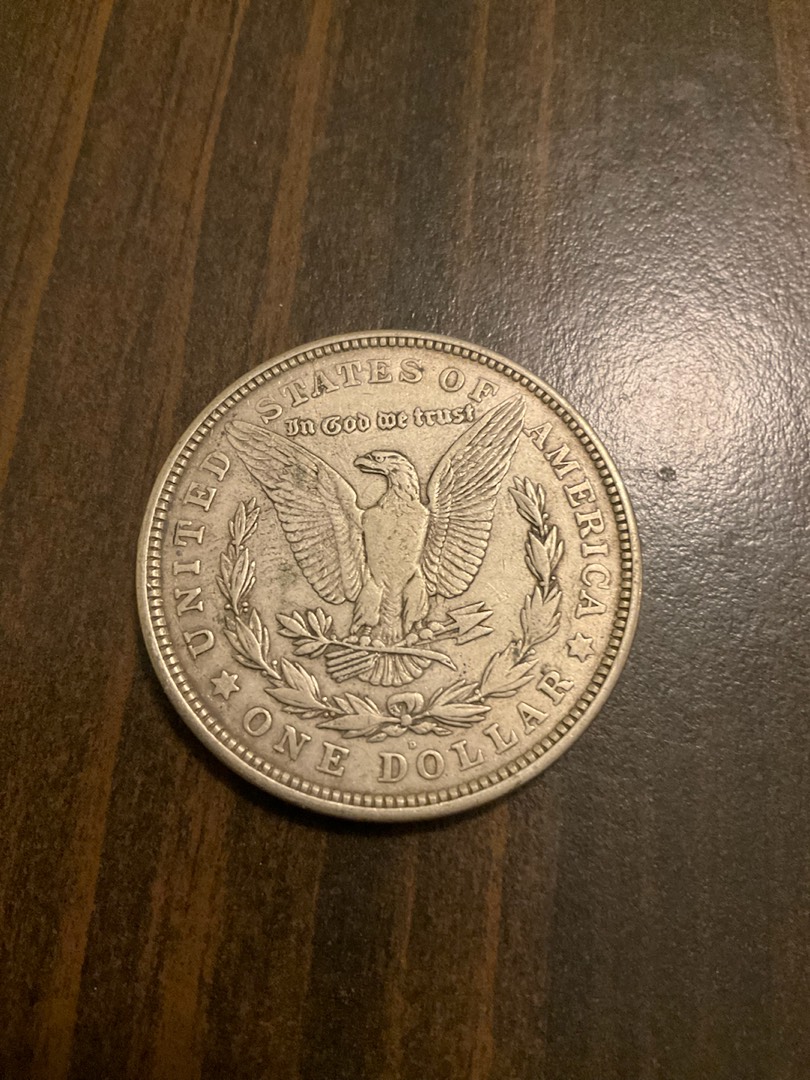 UNITED STATES OF AMERICA
In God we trust
D
ONE DOLLAR